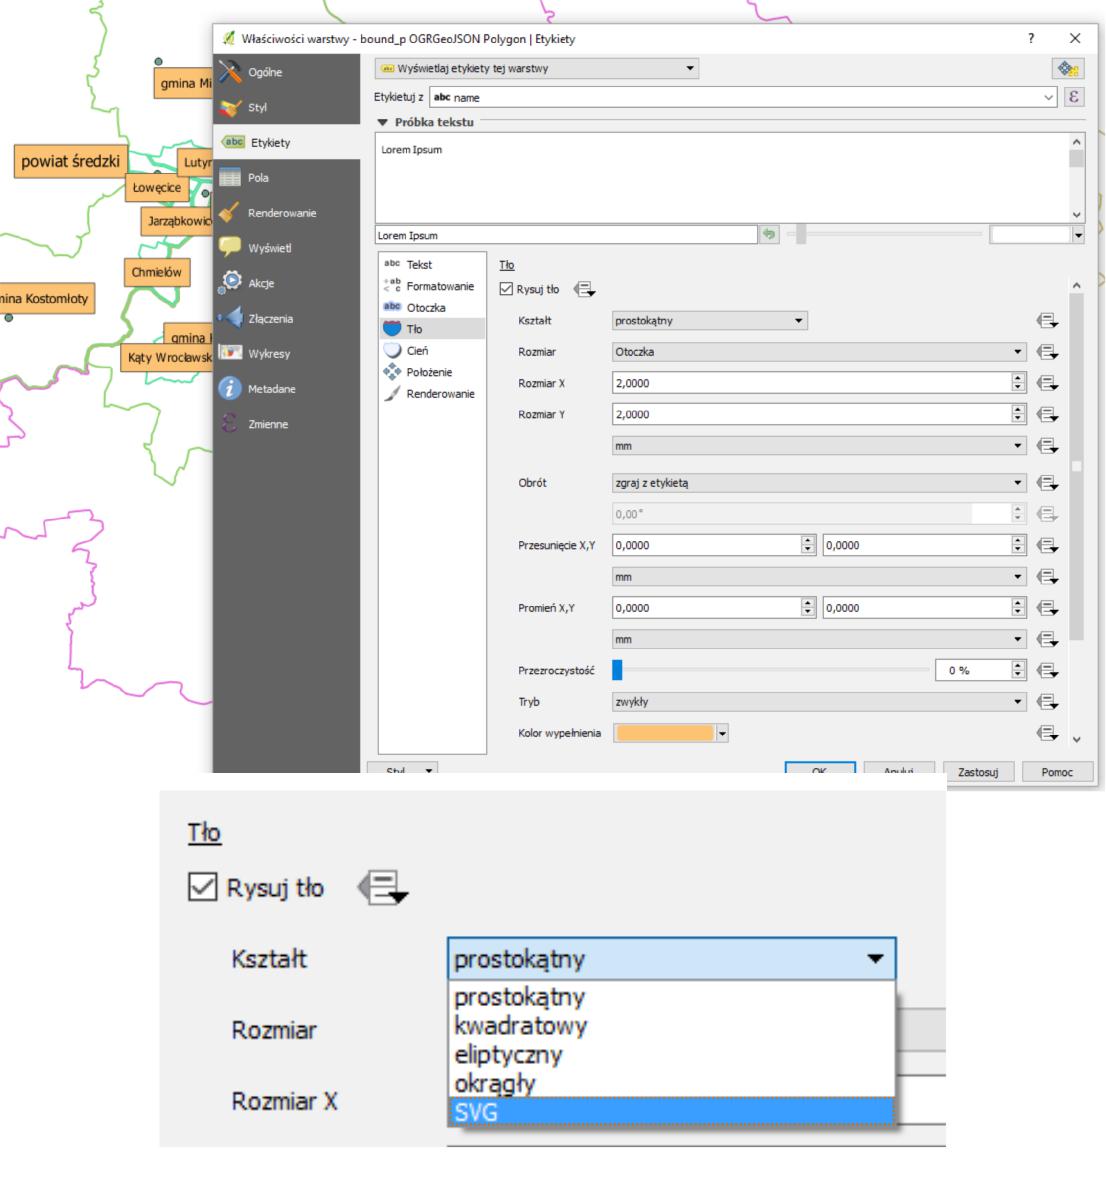 Właściwości warstwy - bound_p OGRGeoJSON Polygon | Etykiety
?
Ogólne
Styl
abc Etykiety
Pola
Renderowanie
Wyświetl
Akcje
Złączenia
Wykresy
Metadane
Zmienne
gmina Mi
powiat średzki
Lutyn
Łowęcice
Jarząbkowic
Chmielów
ina Kostomłoty
gmina
Kąty Wrocławsk
abc Wyświetlaj etykiety tej warstwy
Etykietuj z abc name
Próbka tekstu
Lorem Ipsum
Lorem Ipsum
abc Tekst
Formatowanie
abc Otoczka
Tło
Cień
Położenie
Renderowanie
Tło
Rysuj tło
Kształt prostokątny
Rozmiar Otoczka
Rozmiar X 2,0000
Rozmiar Y 2,0000
mm
Obrót zgraj z etykietą
0,00°
Przesunięcie X,Y 0,0000 0,0000
mm
Promień X,Y 0,0000 0,0000
mm
Przezroczystość 0 %
Tryb zwykły
Kolor wypełnienia
Styl OK Anuluj Zastosuj Pomoc
Tło
Rysuj tło
Kształt prostokątny
prostokątny
kwadratowy
Rozmiar
eliptyczny
okrągły
Rozmiar X
SVG